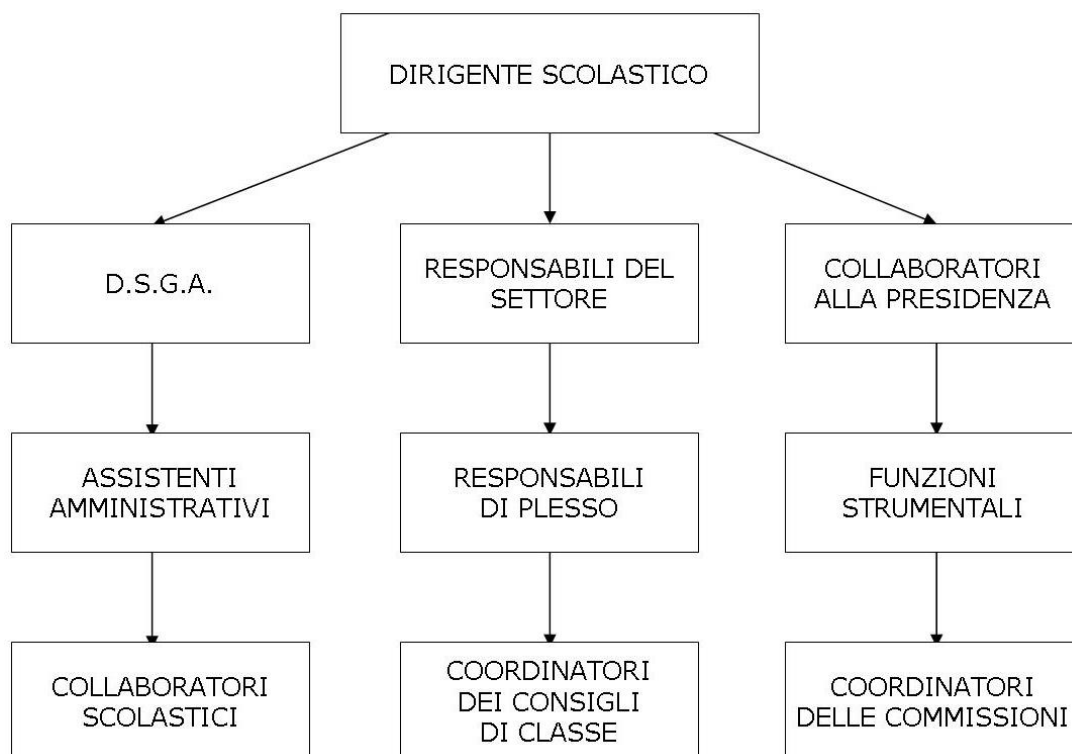 DIRIGENTE SCOLASTICO
D.S.G.A.
RESPONSABILI DEL
SETTORE
COLLABORATORI
ALLA PRESIDENZA
ASSISTENTI
AMMINISTRATIVI
RESPONSABILI
DI PLESSO
FUNZIONI
STRUMENTALI
COLLABORATORI
SCOLASTICI
COORDINATORI
DEI CONSIGLI
DI CLASSE
COORDINATORI
DELLE COMMISSIONI